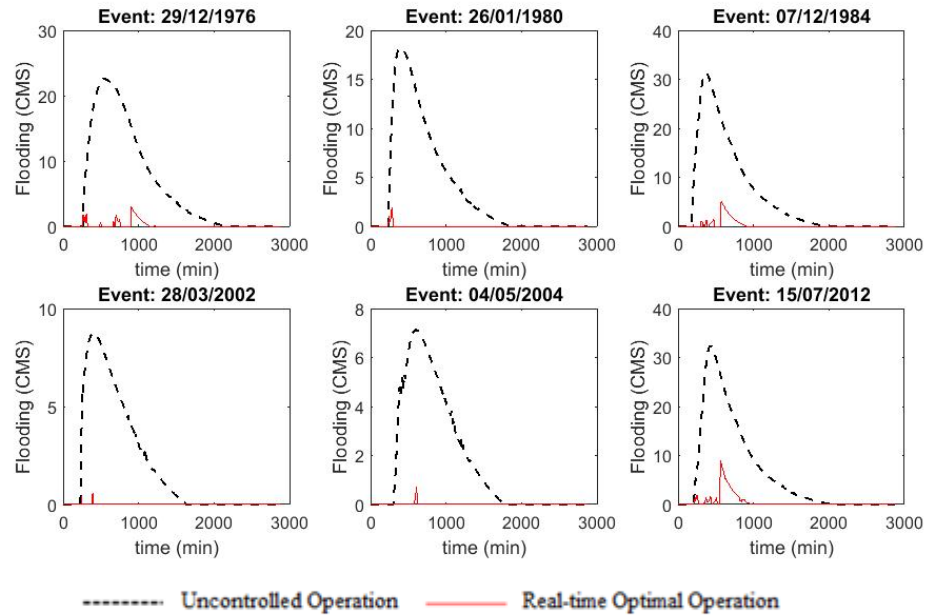 Event: 29/12/1976
Event: 26/01/1980
Event: 07/12/1984
30
20
10
0
Flooding (CMS)
0 1000 2000 3000
time (min)
20
15
10
5
0
Flooding (CMS)
0 1000 2000 3000
time (min)
40
30
20
10
0
Flooding (CMS)
0 1000 2000 3000
time (min)
Event: 28/03/2002
Event: 04/05/2004
Event: 15/07/2012
10
5
0
Flooding (CMS)
0 1000 2000 3000
time (min)
8
6
4
2
0
Flooding (CMS)
0 1000 2000 3000
time (min)
40
30
20
10
0
Flooding (CMS)
0 1000 2000 3000
time (min)
Uncontrolled Operation
Real-time Optimal Operation